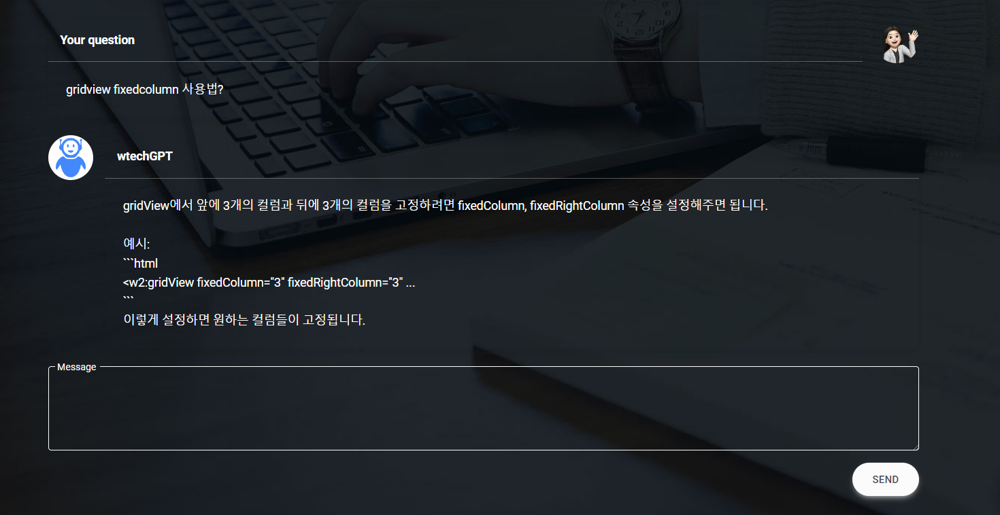 Your question
gridview fixedcolumn 사용법?
wtechGPT
gridView에서 앞에 3개의 컬럼과 뒤에 3개의 컬럼을 고정하려면 fixedColumn, fixedRightColumn 속성을 설정해주면 됩니다.
예시:
```html
<w2:gridView fixedColumn="3" fixedRightColumn="3" ...
```
이렇게 설정하면 원하는 컬럼들이 고정됩니다.
Message
SEND